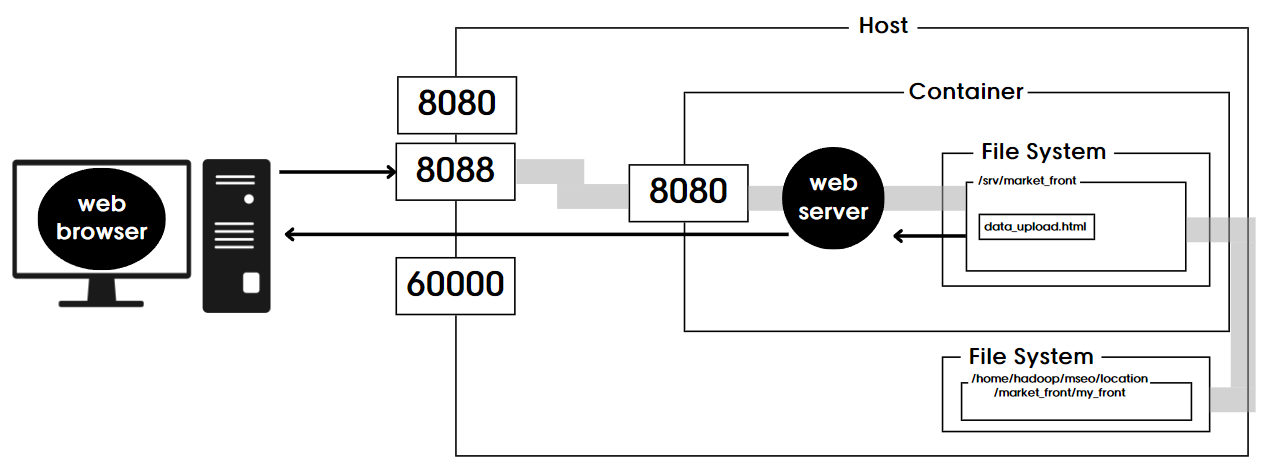 Host
8080
Container
8088
File System
/srv/market_front
8080
web
server
web
browser
data_upload.html
60000
File System
/home/hadoop/mseo/location
/market_front/my_front